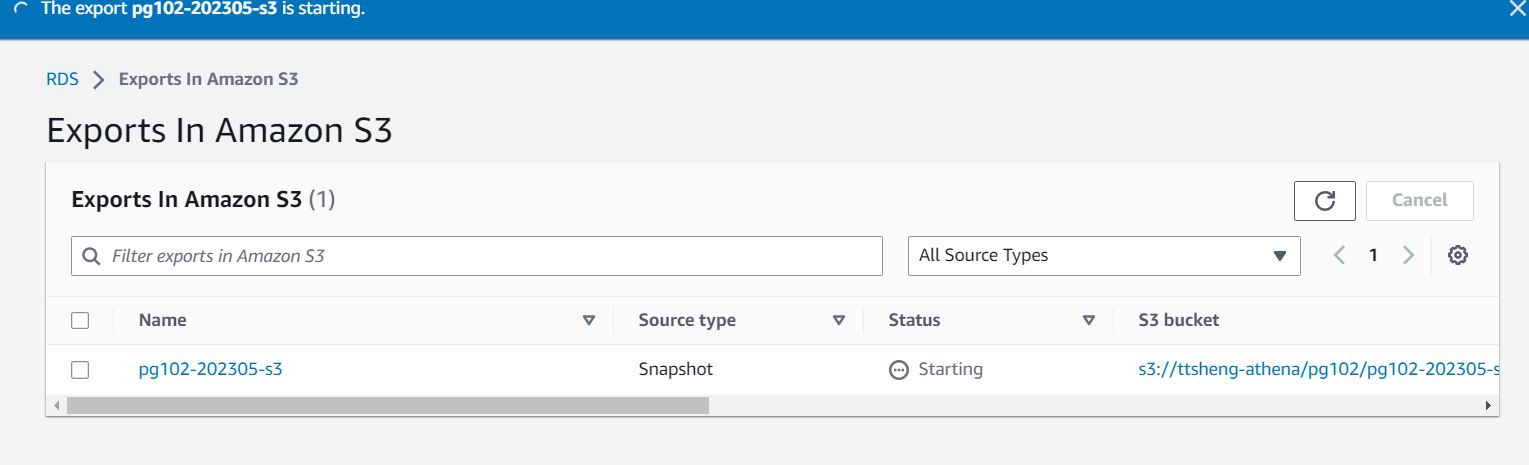 The export pg102-202305-s3 is starting.
RDS > Exports In Amazon S3
Exports In Amazon S3
Exports In Amazon S3 (1)
Cancel
Filter exports in Amazon S3
All Source Types
1
Name Source type Status S3 bucket
pg102-202305-s3 Snapshot Starting s3://ttsheng-athena/pg102/pg102-202305-s